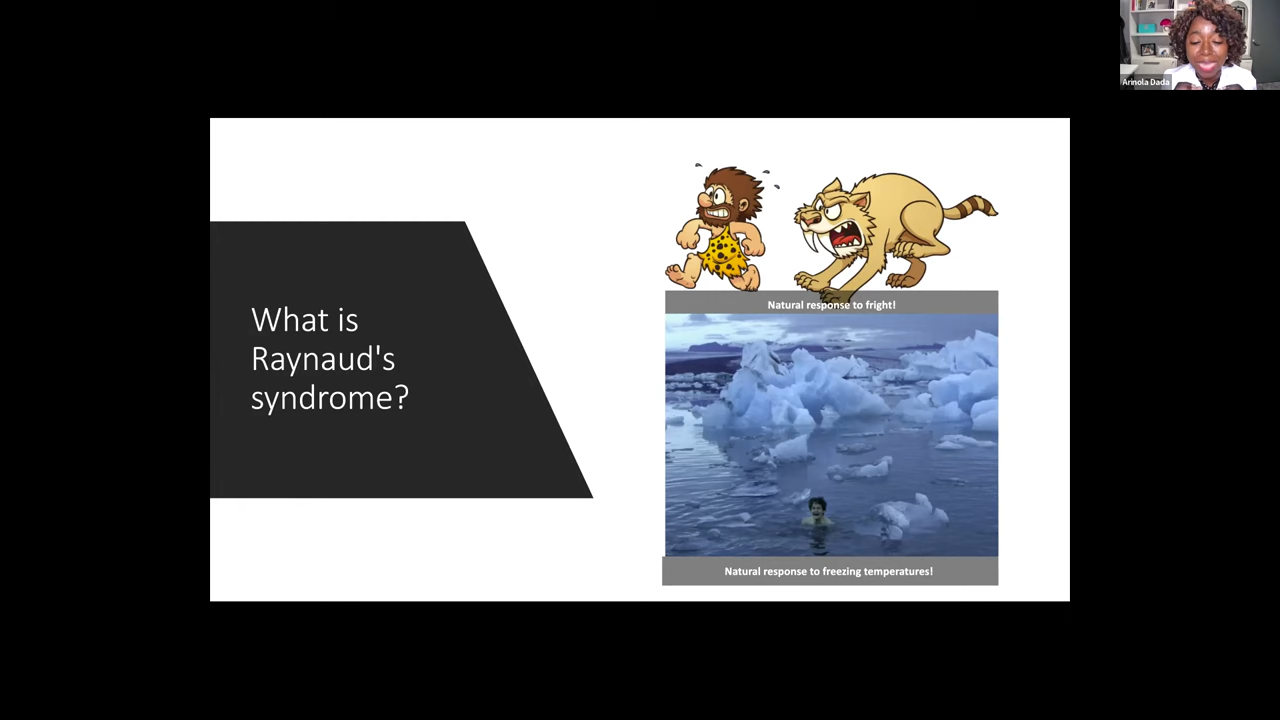 Arinola Dada
What is
Raynaud's
syndrome?
Natural response to fright!
Natural response to freezing temperatures!